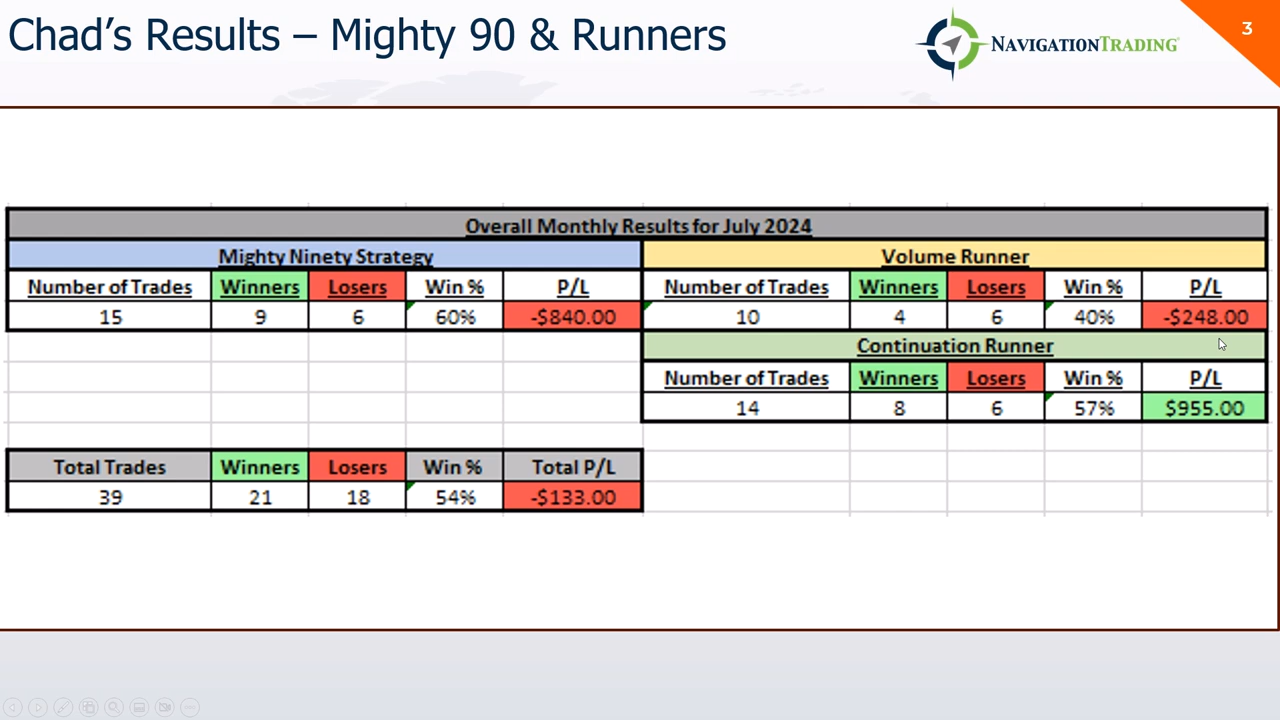 Chad’s Results – Mighty 90 & Runners
NAVIGATIONTRADING
3
Overall Monthly Results for July 2024
Mighty Ninety Strategy Volume Runner
Number of Trades Winners Losers Win % P/L Number of Trades Winners Losers Win % P/L
15 9 6 60% -$840.00 10 4 6 40% -$248.00
Continuation Runner
Number of Trades Winners Losers Win % P/L
14 8 6 57% $955.00
Total Trades Winners Losers Win % Total P/L
39 21 18 54% -$133.00